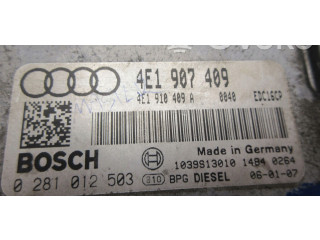 4E1 907 409
4E1 910 409 A 0040 EDC16CP
BOSCH
Made in Germany
1039S13010 1484 0264
0 281 012 503 S10 BPG DIESEL 06-01-07